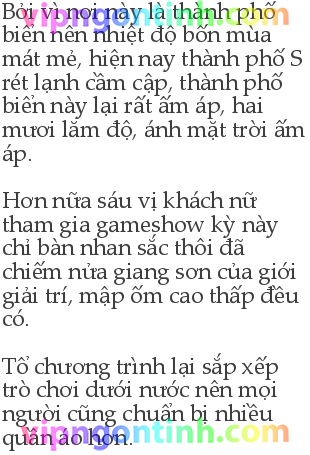 Bởi vì nơi này là thành phố
biển nên nhiệt độ bốn mùa
mát mẻ, hiện nay thành phố S
rét lạnh cầm cập, thành phố
biển này lại rất ấm áp, hai
mươi lăm độ, ánh mặt trời ấm
áp.
Hơn nữa sáu vị khách nữ
tham gia gameshow kỳ này
chỉ bàn nhan sắc thôi đã
chiếm nửa giang sơn của giới
giải trí, mập ốm cao thấp đều
có.
Tổ chương trình lại sắp xếp
trò chơi dưới nước nên mọi
người cũng chuẩn bị nhiều
quần áo hơn.
vipngontinh.com
vipngontinh.com